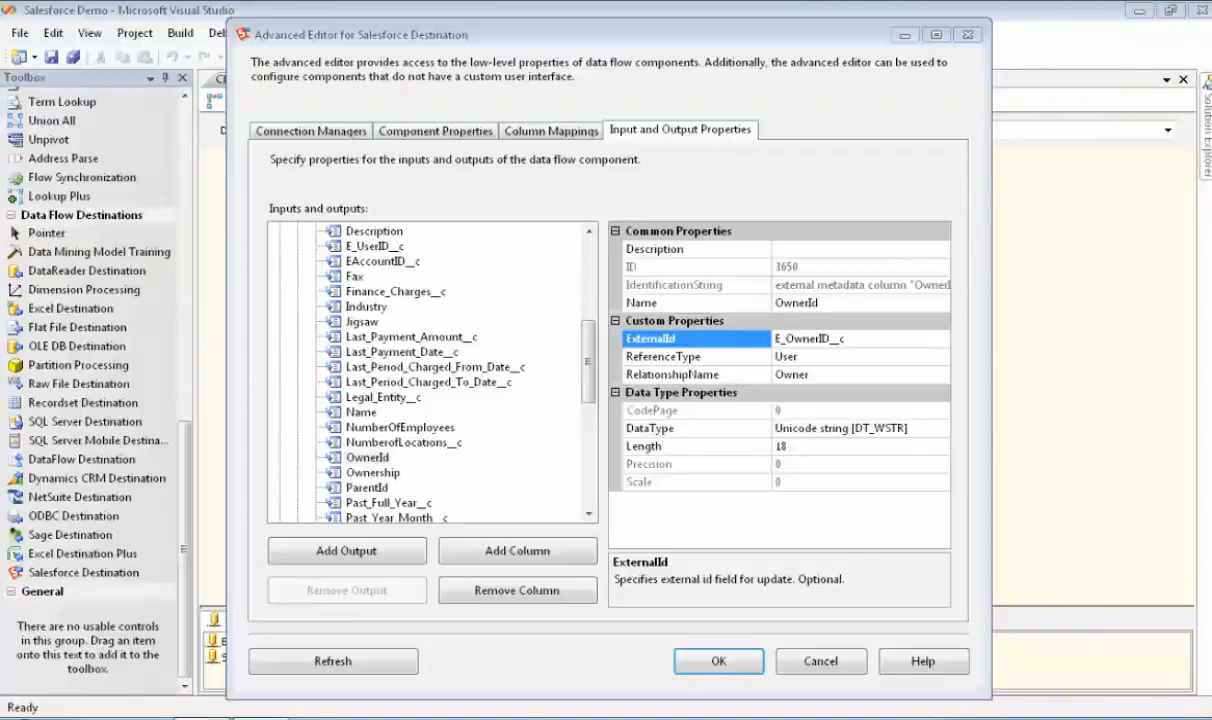 Salesforce Demo - Microsoft Visual Studio
File Edit View Project Build
Toolbox
Term Lookup
Union All
Unpivot
Address Parse
Flow Synchronization
Lookup Plus
Data Flow Destinations
Pointer
Data Mining Model Training
DataReader Destination
Dimension Processing
Excel Destination
Flat File Destination
OLE DB Destination
Partition Processing
Raw File Destination
Recordset Destination
SQL Server Destination
SQL Server Mobile Destina...
DataFlow Destination
Dynamics CRM Destination
NetSuite Destination
ODBC Destination
Sage Destination
Excel Destination Plus
Salesforce Destination
General
There are no usable controls
in this group. Drag an item
onto this text to add it to the
toolbox.
Ready
Advanced Editor for Salesforce Destination
The advanced editor provides access to the low-level properties of data flow components. Additionally, the advanced editor can be used to
configure components that do not have a custom user interface.
Connection Managers Component Properties Column Mappings Input and Output Properties
Specify properties for the inputs and outputs of the data flow component.
Inputs and outputs:
Description
E_UserID__c
EAccountID__c
Fax
Finance_Charges__c
Industry
Jigsaw
Last_Payment_Amount__c
Last_Payment_Date__c
Last_Period_Charged_From_Date__c
Last_Period_Charged_To_Date__c
Legal_Entity__c
Name
NumberOfEmployees
NumberofLocations__c
OwnerId
Ownership
ParentId
Past_Full_Year__c
Past_Year_Month__c
Common Properties
Description
ID 3650
IdentificationString external metadata column "OwnerI
Name OwnerId
Custom Properties
ExternalId E_OwnerID__c
ReferenceType User
RelationshipName Owner
Data Type Properties
CodePage 0
DataType Unicode string [DT_WSTR]
Length 18
Precision 0
Scale 0
ExternalId
Specifies external id field for update. Optional.
Add Output Add Column
Remove Output Remove Column
Refresh OK Cancel Help
Solution Explorer